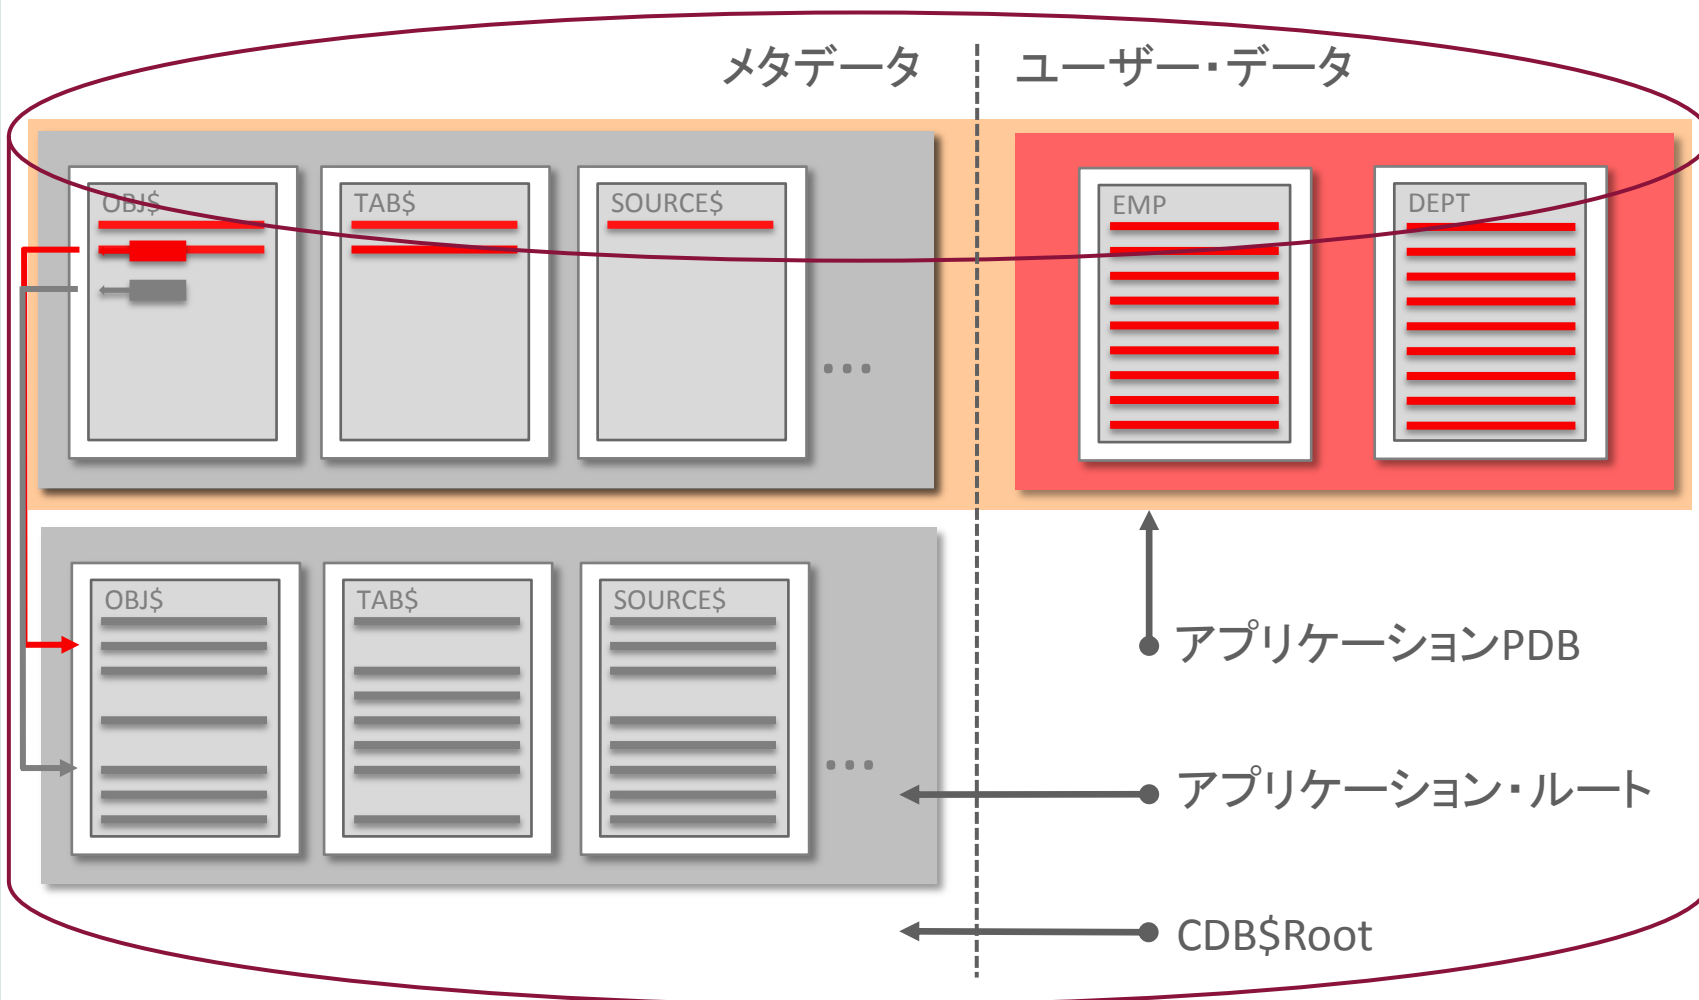 メタデータ
ユーザー・データ
OBJ$
TAB$
SOURCE$
EMP
DEPT
...
OBJ$
TAB$
SOURCE$
...
アプリケーションPDB
アプリケーション・ルート
CDB$Root